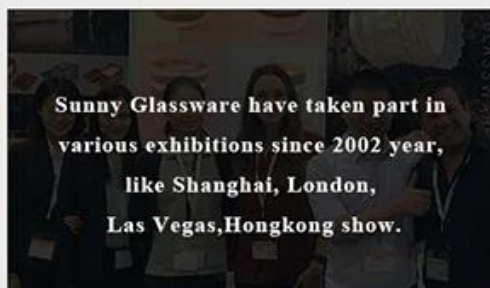 Sunny Glassware have taken part in
various exhibitions since 2002 year,
like Shanghai, London,
Las Vegas,Hongkong show.